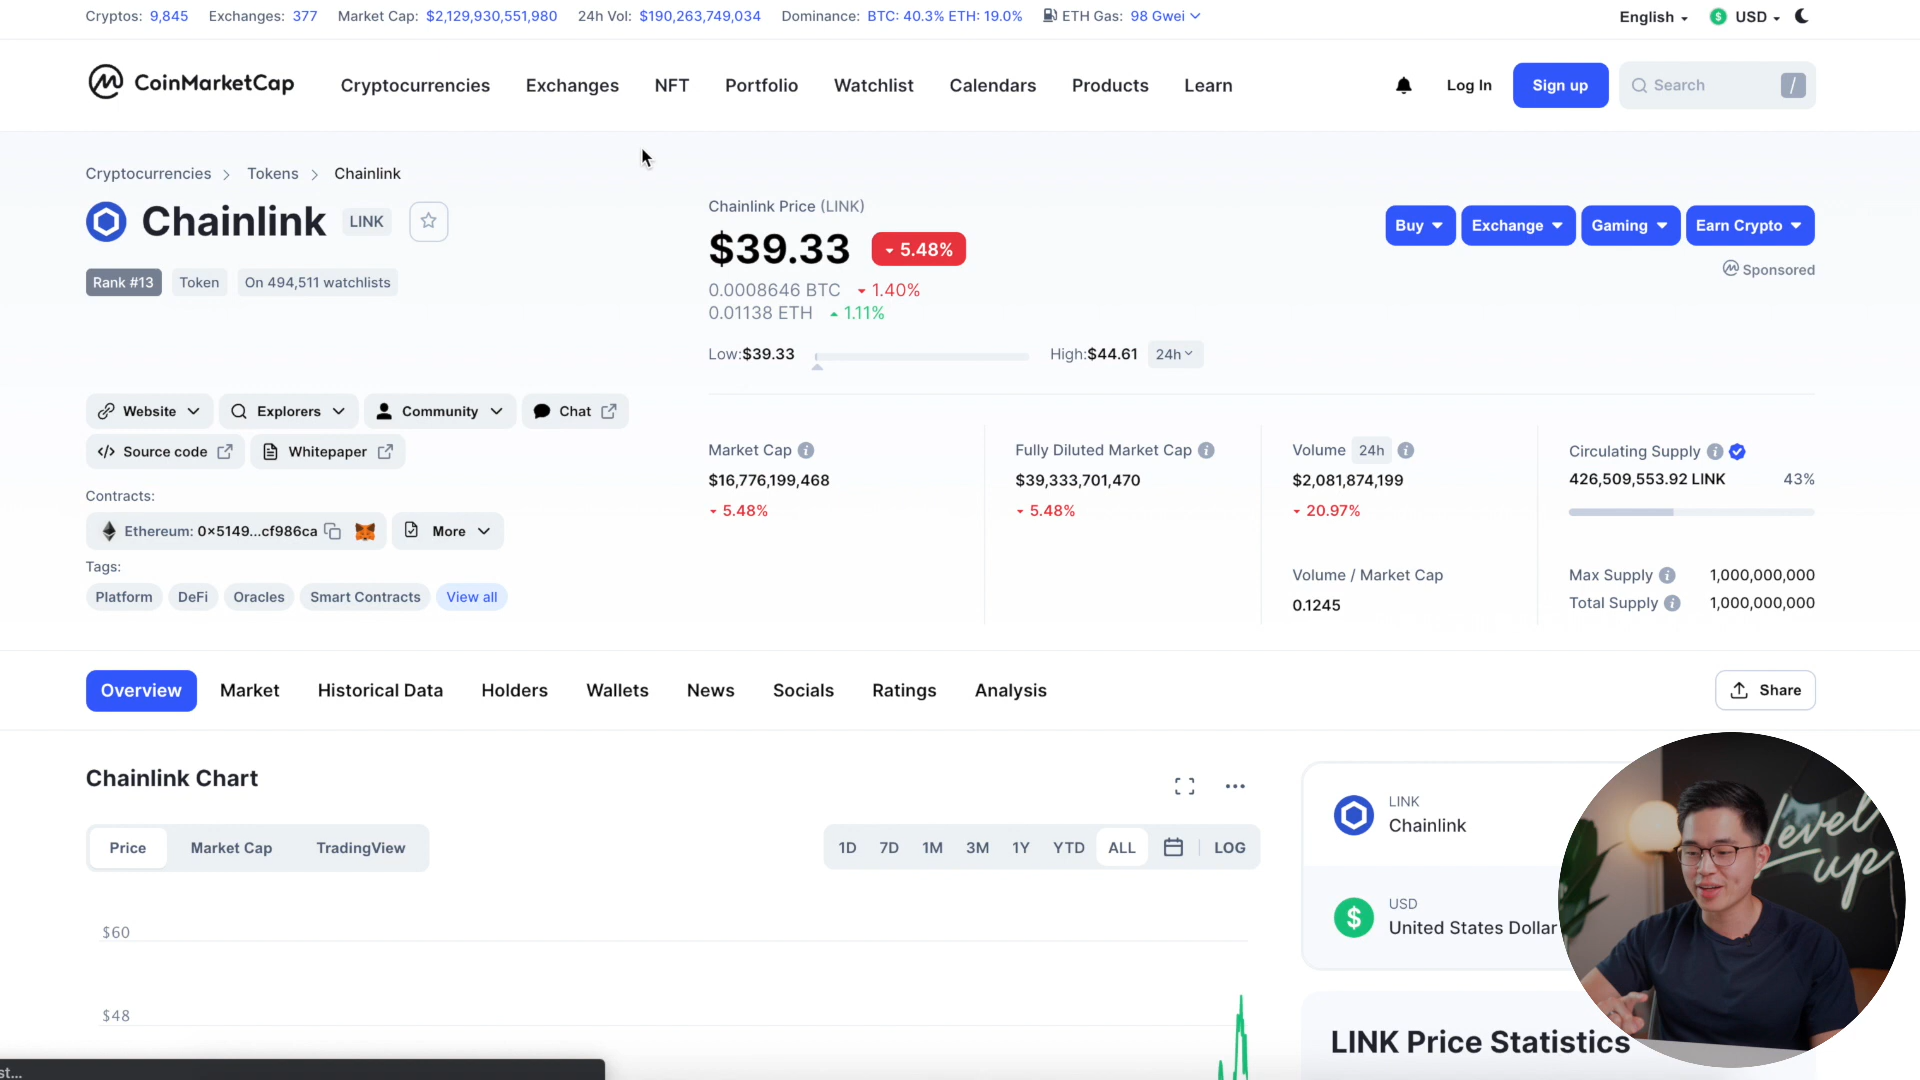 Cryptos: 9,845 Exchanges: 377 Market Cap: $2,129,930,551,980 24h Vol: $190,263,749,034 Dominance: BTC: 40.3% ETH: 19.0% ETH Gas: 98 Gwei English $ USD
CoinMarketCap Cryptocurrencies Exchanges NFT Portfolio Watchlist Calendars Products Learn Log In Sign up Search /
Cryptocurrencies > Tokens > Chainlink
Chainlink LINK
Rank #13 Token On 494,511 watchlists
Chainlink Price (LINK)
$39.33 5.48%
0.0008646 BTC 1.40%
0.01138 ETH 1.11%
Low:$39.33 High:$44.61 24h
Buy Exchange Gaming Earn Crypto
Sponsored
Website Explorers Community Chat
</> Source code Whitepaper
Contracts:
Ethereum: 0x5149...cf986ca More
Tags:
Platform DeFi Oracles Smart Contracts View all
Market Cap
$16,776,199,468
5.48%
Fully Diluted Market Cap
$39,333,701,470
5.48%
Volume 24h
$2,081,874,199
20.97%
Volume / Market Cap
0.1245
Circulating Supply
426,509,553.92 LINK 43%
Max Supply 1,000,000,000
Total Supply 1,000,000,000
Overview Market Historical Data Holders Wallets News Socials Ratings Analysis Share
Chainlink Chart
Price Market Cap TradingView 1D 7D 1M 3M 1Y YTD ALL LOG
$60
$48
LINK
Chainlink
$ USD
United States Dollar
LINK Price Statistics
level
up
st...